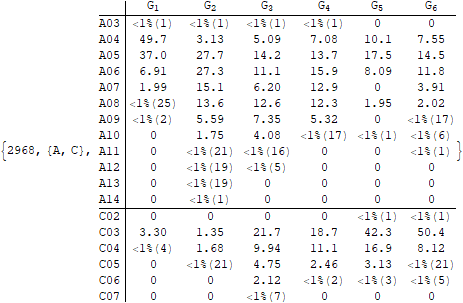 G₁ G₂ G₃ G₄ G₅ G₆
A03 <1%(1) <1%(1) <1%(1) <1%(1) 0 0
A04 49.7 3.13 5.09 7.08 10.1 7.55
A05 37.0 27.7 14.2 13.7 17.5 14.5
A06 6.91 27.3 11.1 15.9 8.09 11.8
A07 1.99 15.1 6.20 12.9 0 3.91
A08 <1%(25) 13.6 12.6 12.3 1.95 2.02
A09 <1%(2) 5.59 7.35 5.32 0 <1%(17)
A10 0 1.75 4.08 <1%(17) <1%(1) <1%(6)
{2968, {A, C}, A11 0 <1%(21) <1%(16) 0 0 <1%(1) }
A12 0 <1%(19) <1%(5) 0 0 0
A13 0 <1%(19) 0 0 0 0
A14 0 <1%(1) 0 0 0 0
C02 0 0 0 0 <1%(1) <1%(1)
C03 3.30 1.35 21.7 18.7 42.3 50.4
C04 <1%(4) 1.68 9.94 11.1 16.9 8.12
C05 0 <1%(21) 4.75 2.46 3.13 <1%(21)
C06 0 0 2.12 <1%(2) <1%(3) <1%(5)
C07 0 0 <1%(7) 0 0 0